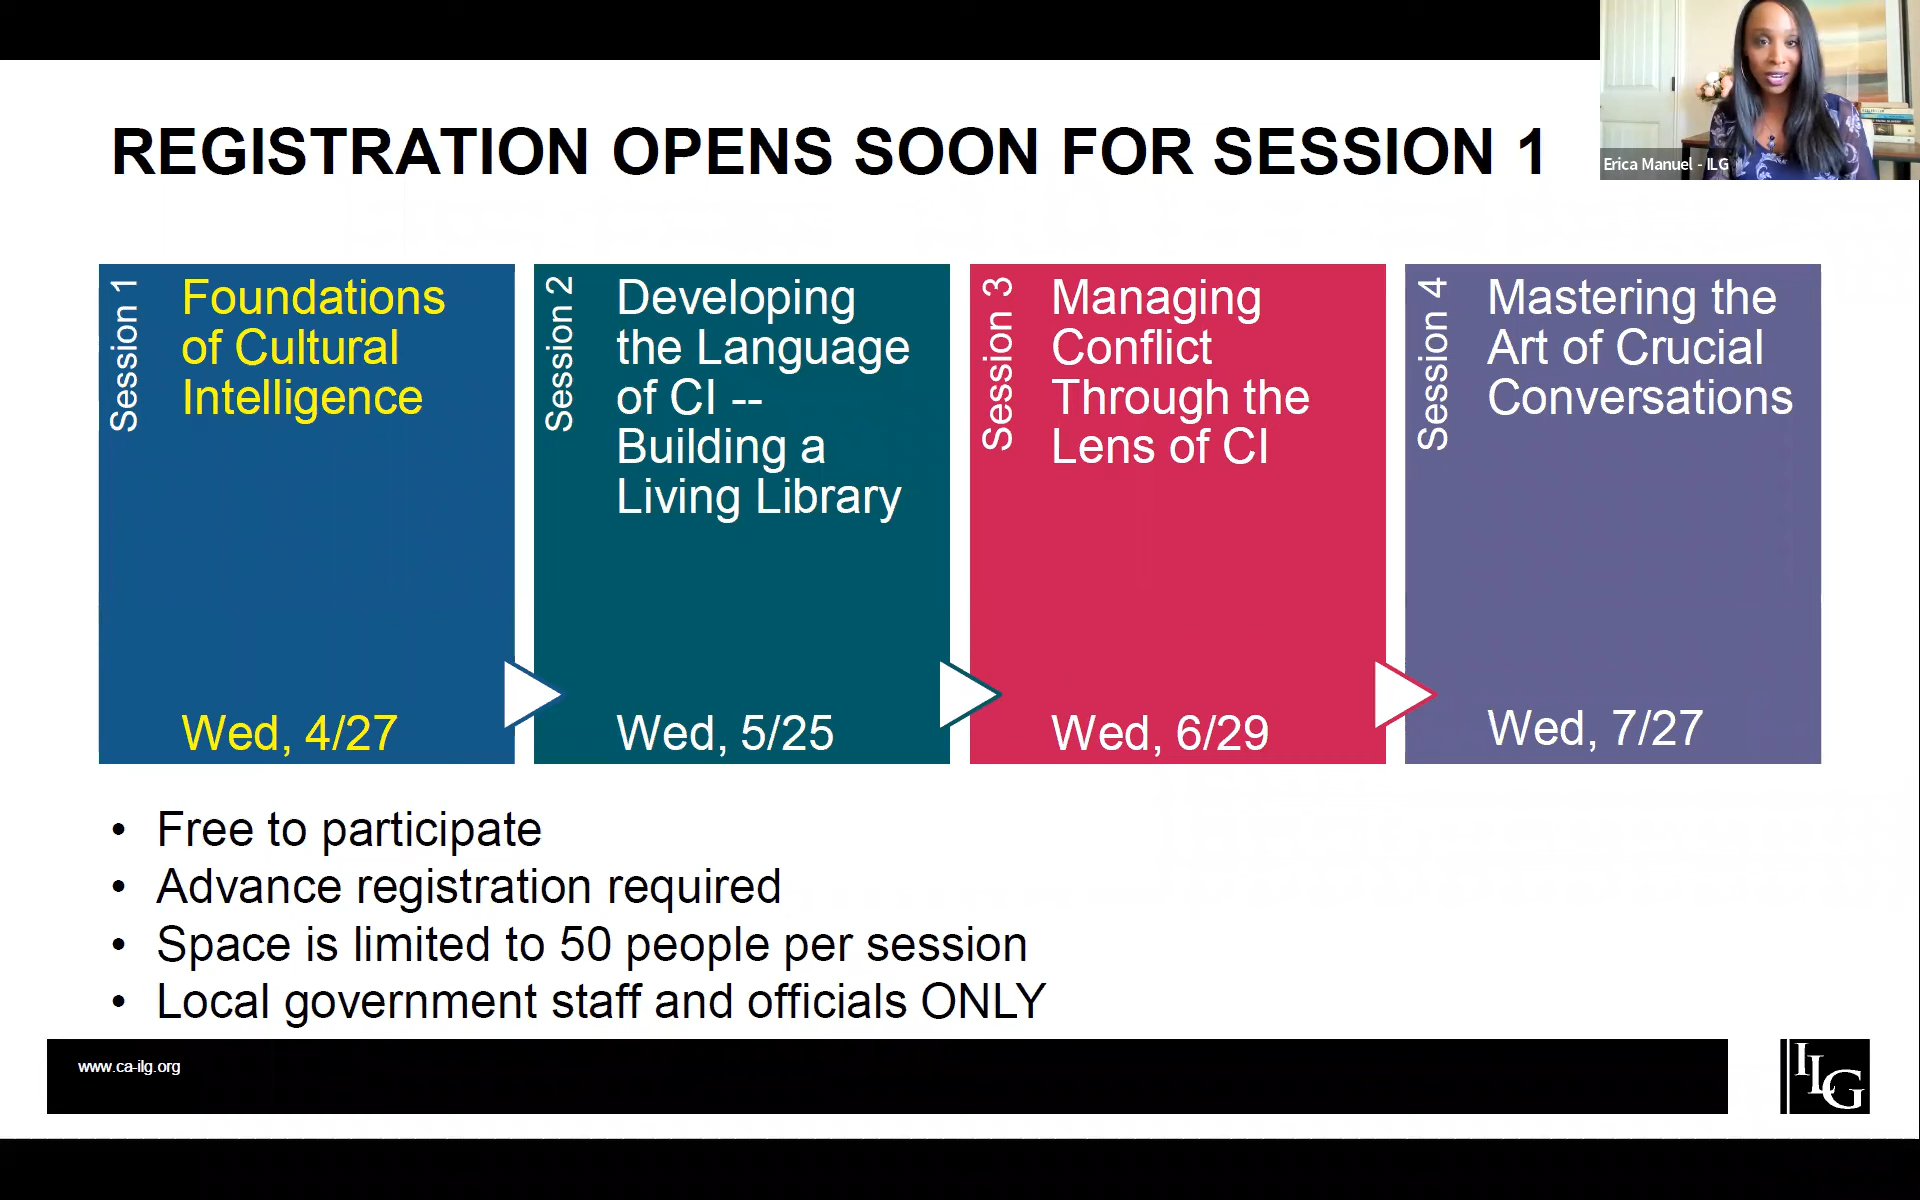 REGISTRATION OPENS SOON FOR SESSION 1
Erica Manuel - ILG
Session 1
Foundations
of Cultural
Intelligence
Wed, 4/27
Session 2
Developing
the Language
of CI --
Building a
Living Library
Wed, 5/25
Session 3
Managing
Conflict
Through the
Lens of CI
Wed, 6/29
Session 4
Mastering the
Art of Crucial
Conversations
Wed, 7/27
• Free to participate
• Advance registration required
• Space is limited to 50 people per session
• Local government staff and officials ONLY
www.ca-ilg.org
ILG